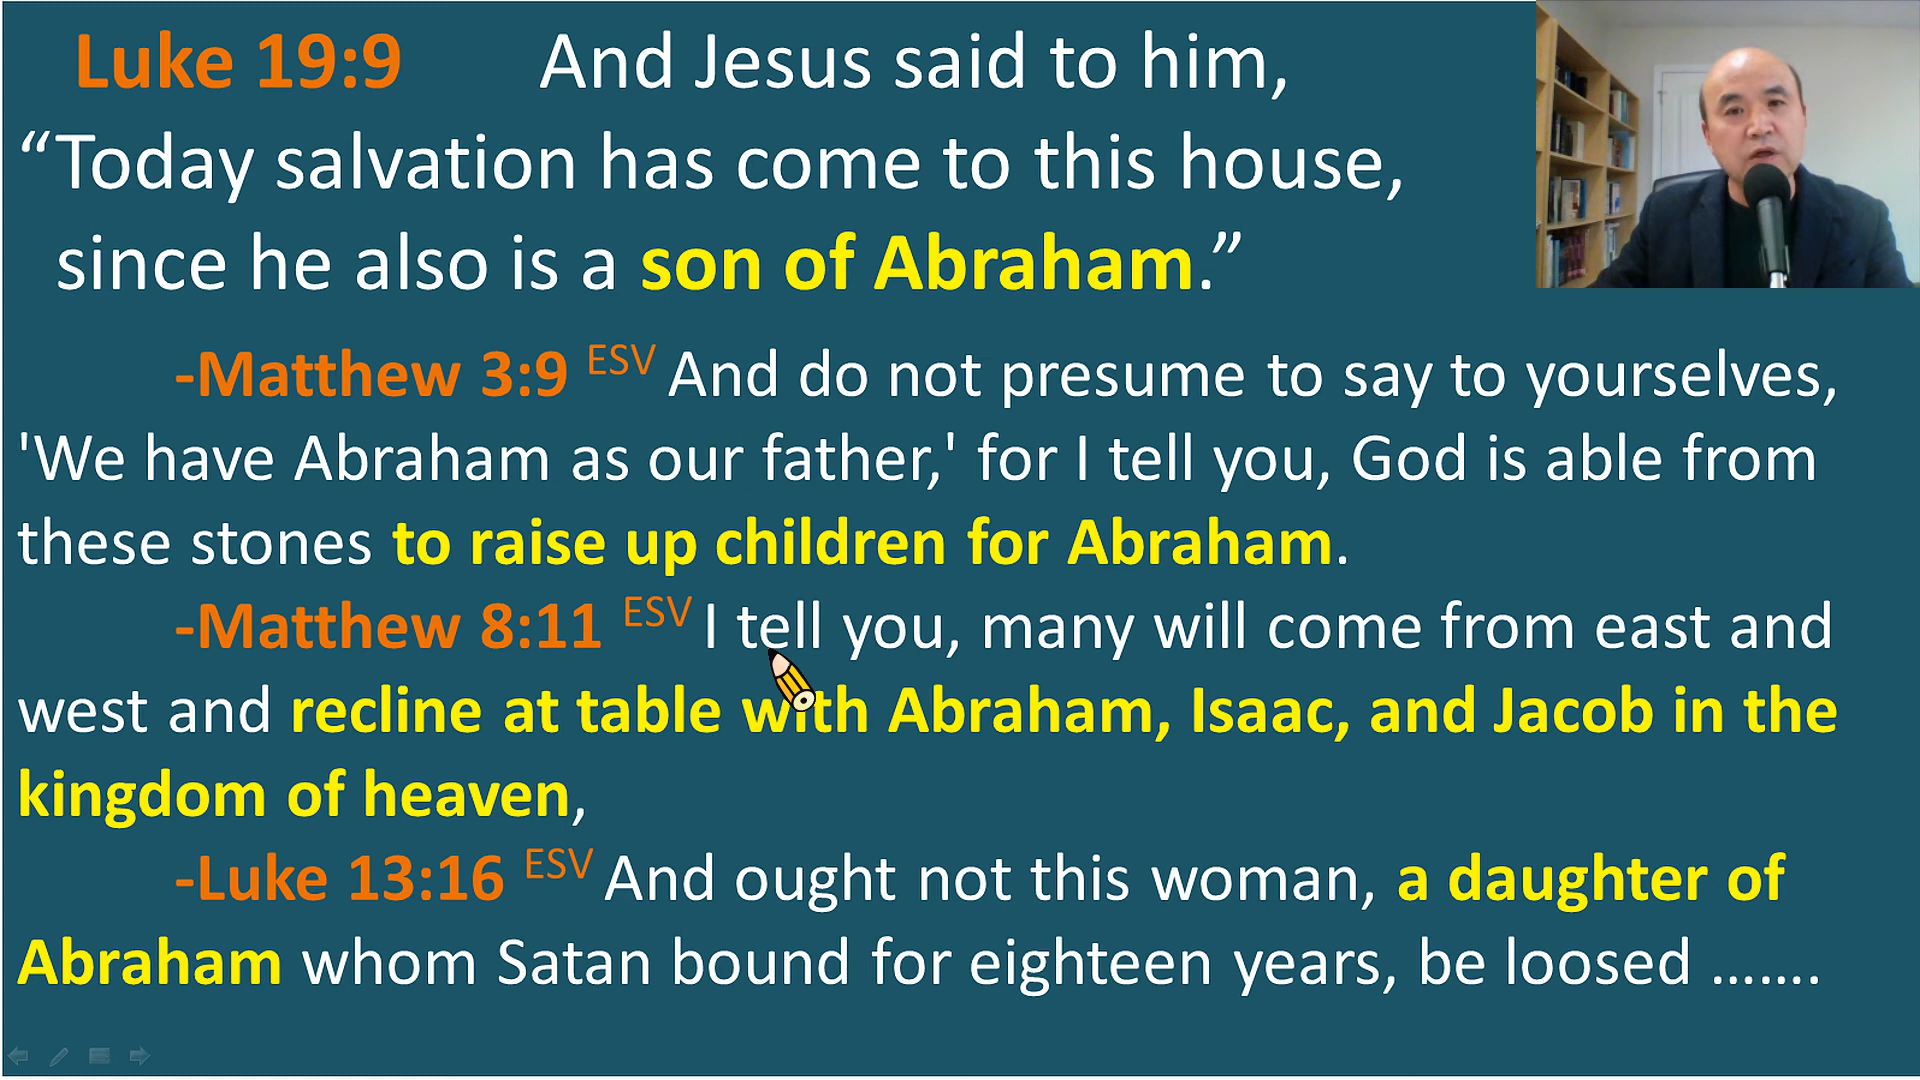 Luke 19:9 And Jesus said to him,
“Today salvation has come to this house,
since he also is a son of Abraham.”
-Matthew 3:9 ESV And do not presume to say to yourselves,
'We have Abraham as our father,' for I tell you, God is able from
these stones to raise up children for Abraham.
-Matthew 8:11 ESV I tell you, many will come from east and
west and recline at table with Abraham, Isaac, and Jacob in the
kingdom of heaven,
-Luke 13:16 ESV And ought not this woman, a daughter of
Abraham whom Satan bound for eighteen years, be loosed …….